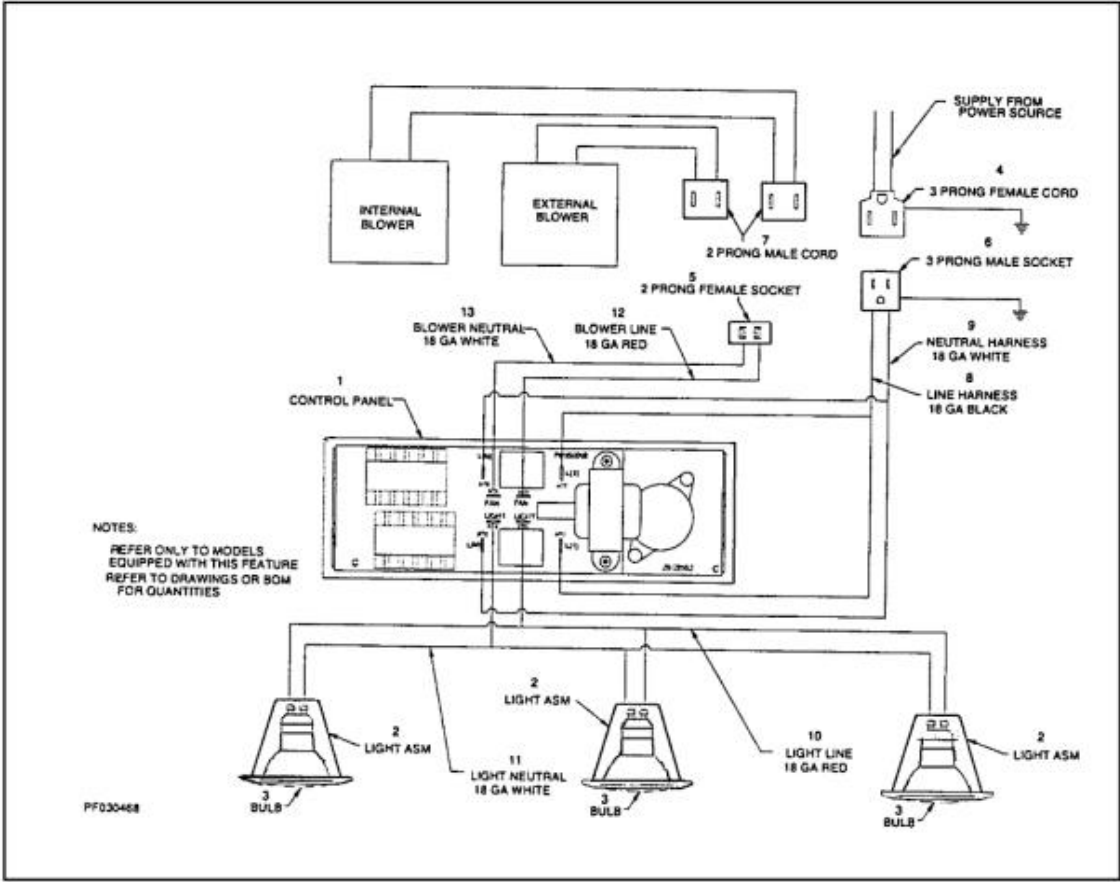 SUPPLY FROM
POWER SOURCE
4
3 PRONG FEMALE CORD
INTERNAL
BLOWER
EXTERNAL
BLOWER
7
2 PRONG MALE CORD
6
3 PRONG MALE SOCKET
5
2 PRONG FEMALE SOCKET
13
BLOWER NEUTRAL
18 GA WHITE
12
BLOWER LINE
18 GA RED
9
NEUTRAL HARNESS
18 GA WHITE
8
LINE HARNESS
18 GA BLACK
1
CONTROL PANEL
FAN
FAN
LIGHT
LIGHT
C
C
NOTES:
REFER ONLY TO MODELS
EQUIPPED WITH THIS FEATURE
REFER TO DRAWINGS OR BOM
FOR QUANTITIES
2
LIGHT ASM
2
LIGHT ASM
2
LIGHT ASM
10
LIGHT LINE
18 GA RED
11
LIGHT NEUTRAL
18 GA WHITE
3
BULB
3
BULB
3
BULB
PF030468